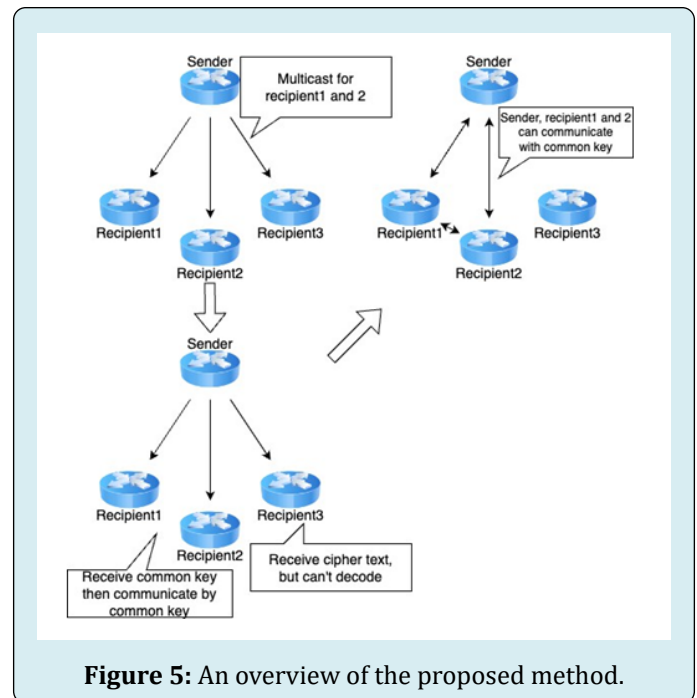 Sender
Multicast for
recipient1 and 2
Recipient1
Recipient3
Recipient2
Sender
Recipient1
Recipient3
Recipient2
Receive common key
then communicate by
common key
Receive cipher text,
but can't decode
Sender
Sender, recipient1 and 2
can communicate
with common key
Recipient1
Recipient3
Recipient2
Figure 5: An overview of the proposed method.